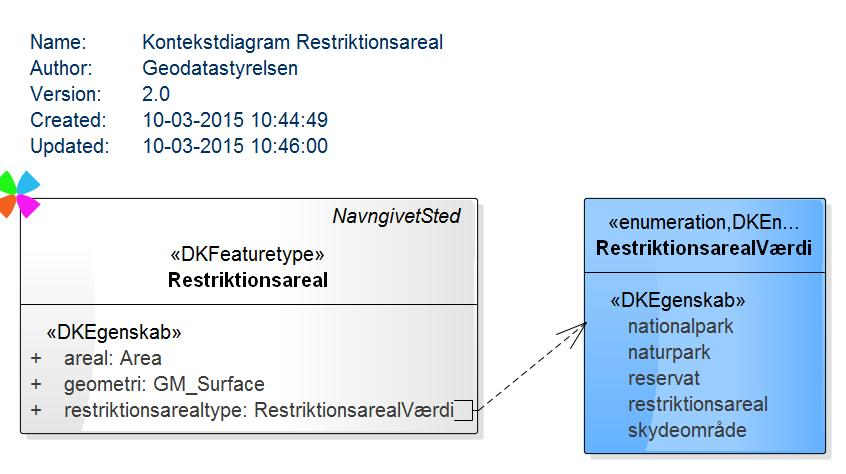 Name: Kontekstdiagram Restriktionsareal
Author: Geodatastyrelsen
Version: 2.0
Created: 10-03-2015 10:44:49
Updated: 10-03-2015 10:46:00
NavngivetSted
«DKFeaturetype»
Restriktionsareal
«DKEgenskab»
+ areal: Area
+ geometri: GM_Surface
+ restriktionsarealtype: RestriktionsarealVærdi
«enumeration,DKEn...
RestriktionsarealVærdi
«DKEgenskab»
nationalpark
naturpark
reservat
restriktionsareal
skydeområde